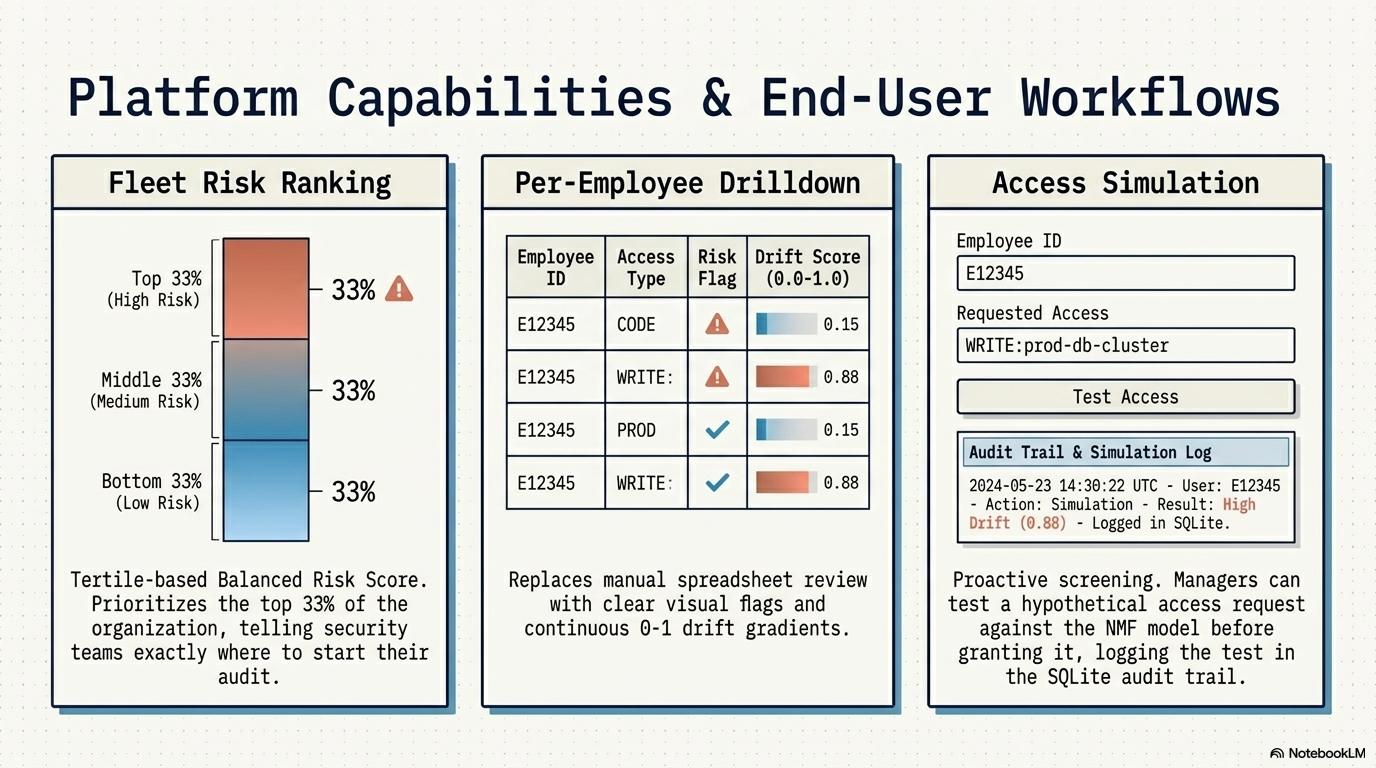 Platform Capabilities & End-User Workflows
Fleet Risk Ranking
Top 33%
(High Risk)
33%
Middle 33%
(Medium Risk)
33%
Bottom 33%
(Low Risk)
33%
Tertile-based Balanced Risk Score.
Prioritizes the top 33% of the
organization, telling security
teams exactly where to start their
audit.
Per-Employee Drilldown
Employee ID Access Type Risk Flag Drift Score (0.0-1.0)
E12345 CODE 0.15
E12345 WRITE: 0.88
E12345 PROD 0.15
E12345 WRITE: 0.88
Replaces manual spreadsheet review
with clear visual flags and
continuous 0-1 drift gradients.
Access Simulation
Employee ID
E12345
Requested Access
WRITE:prod-db-cluster
Test Access
Audit Trail & Simulation Log
2024-05-23 14:30:22 UTC - User: E12345
- Action: Simulation - Result: High
Drift (0.88) - Logged in SQLite.
Proactive screening. Managers can
test a hypothetical access request
against the NMF model before
granting it, logging the test in
the SQLite audit trail.
NotebookLM